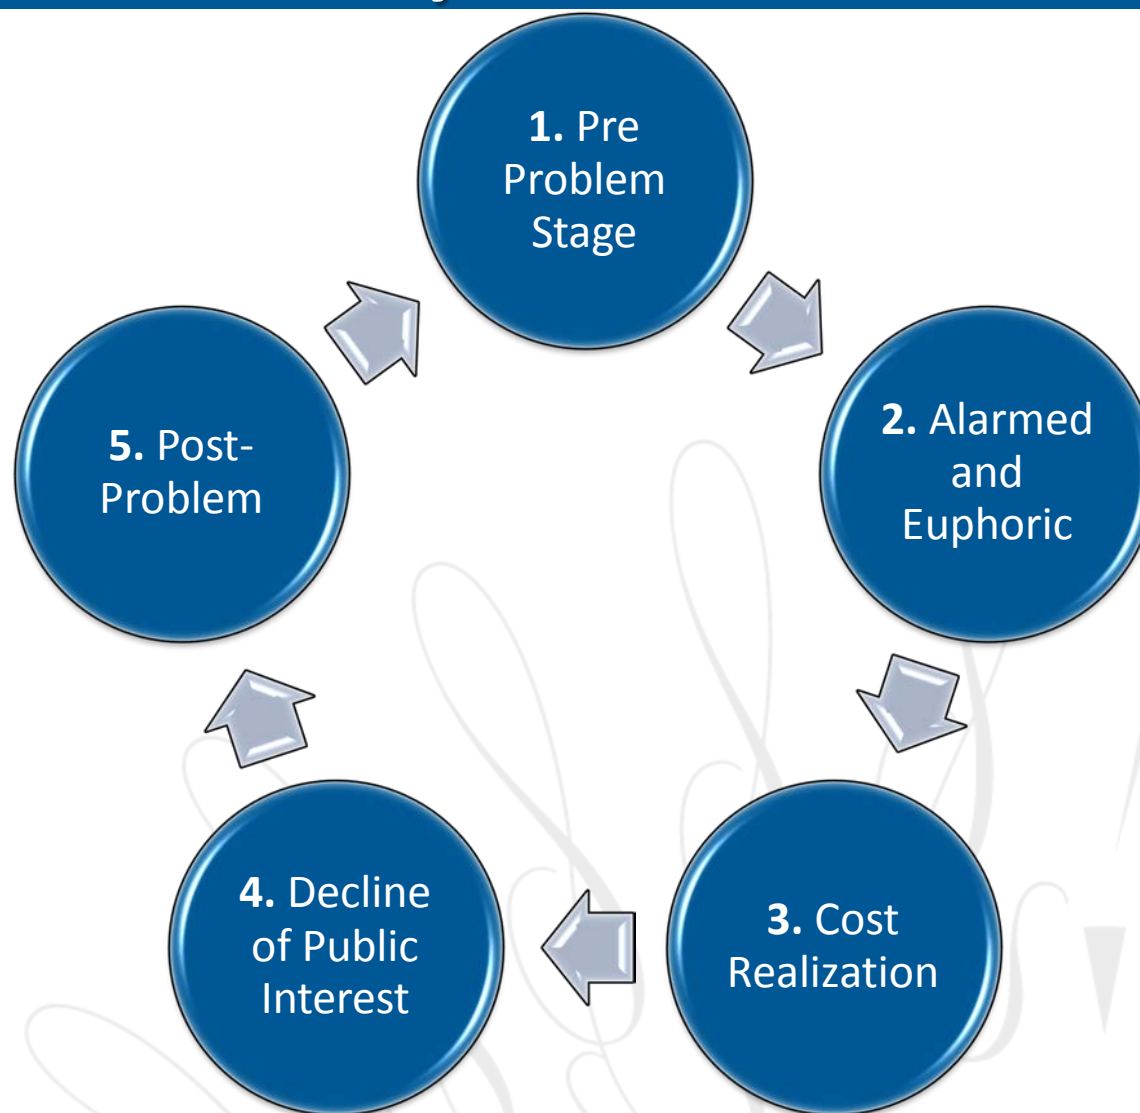 1. Pre
Problem
Stage
2. Alarmed
and
Euphoric
3. Cost
Realization
4. Decline
of Public
Interest
5. Post-
Problem